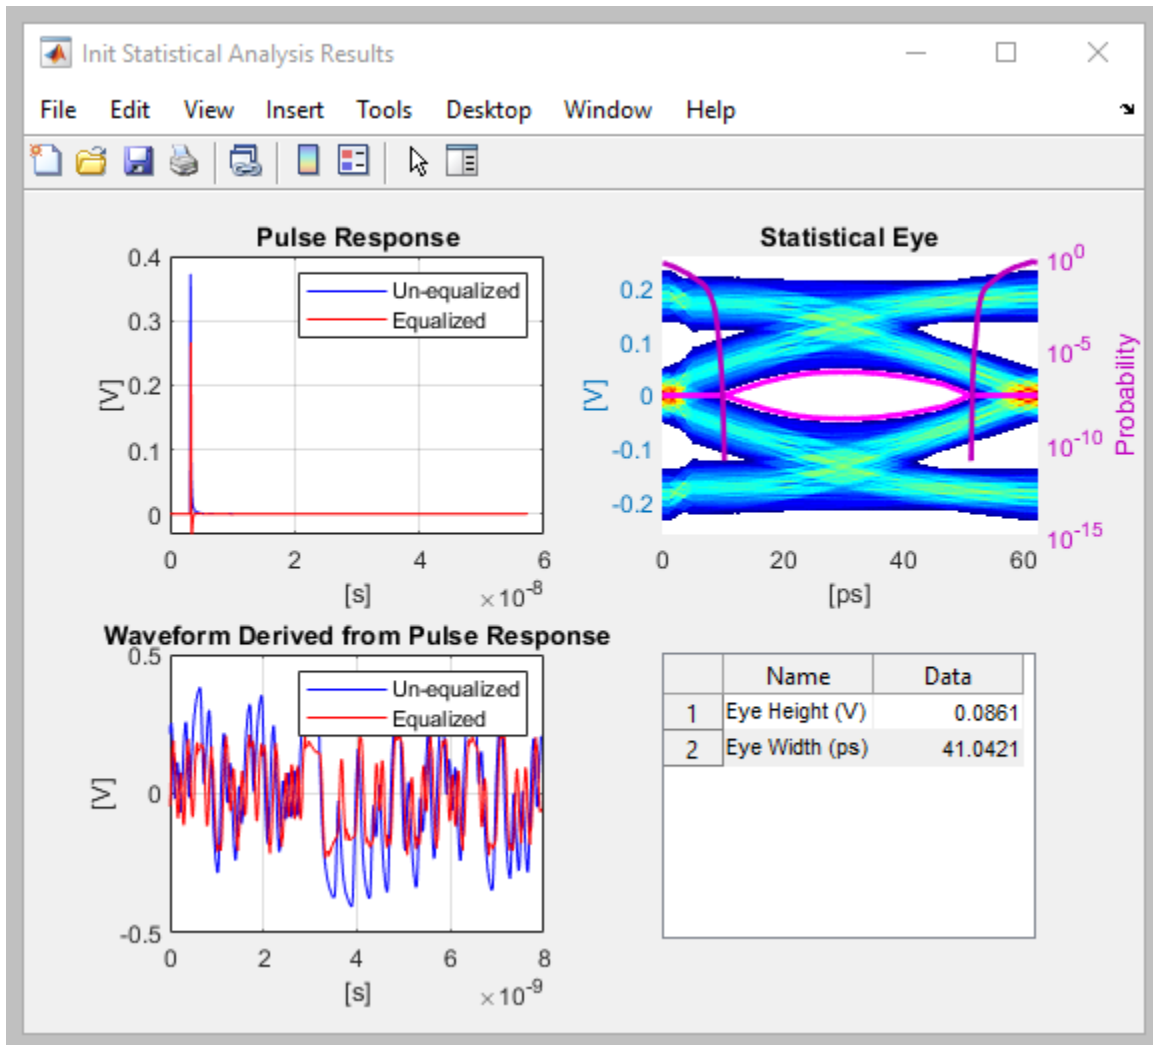 Init Statistical Analysis Results
File Edit View Insert Tools Desktop Window Help
Pulse Response
0.4
0.3
0.2
0.1
0
[V]
Un-equalized
Equalized
0 2 4 6
[s] ×10^-8
Statistical Eye
0.2
0.1
0
-0.1
-0.2
[V]
10^0
10^-5
10^-10
10^-15
Probability
0 20 40 60
[ps]
Waveform Derived from Pulse Response
0.5
0
-0.5
[V]
Un-equalized
Equalized
0 2 4 6 8
[s] ×10^-9
Name Data
1 Eye Height (V) 0.0861
2 Eye Width (ps) 41.0421